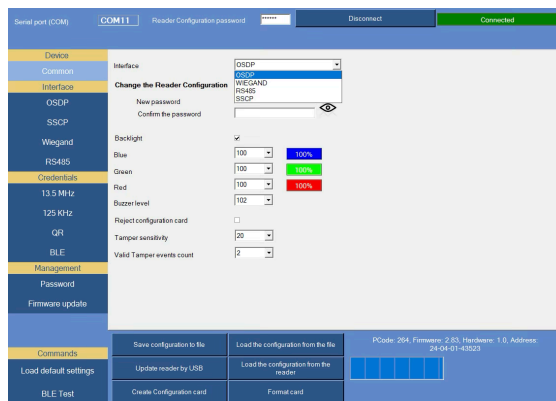 Serial port (COM)
COM11
Reader Configuration password
******
Disconnect
Connected
Device
Common
Interface
OSDP
SSCP
Wiegand
RS485
Credentials
13.5 MHz
125 KHz
QR
BLE
Management
Password
Firmware update
Commands
Load default settings
BLE Test
Interface
OSDP
OSDP
WIEGAND
RS485
SSCP
Change the Reader Configuration
New password
Confirm the password
Backlight
Blue
100
100%
Green
100
100%
Red
100
100%
Buzzer level
102
Reject configuration card
Tamper sensitivity
20
Valid Tamper events count
2
Save configuration to file
Load the configuration from the file
Update reader by USB
Load the configuration from the
reader
Create Configuration card
Format card
PCode: 264, Firmware: 2.83, Hardware: 1.0, Address:
24-04-01-43523